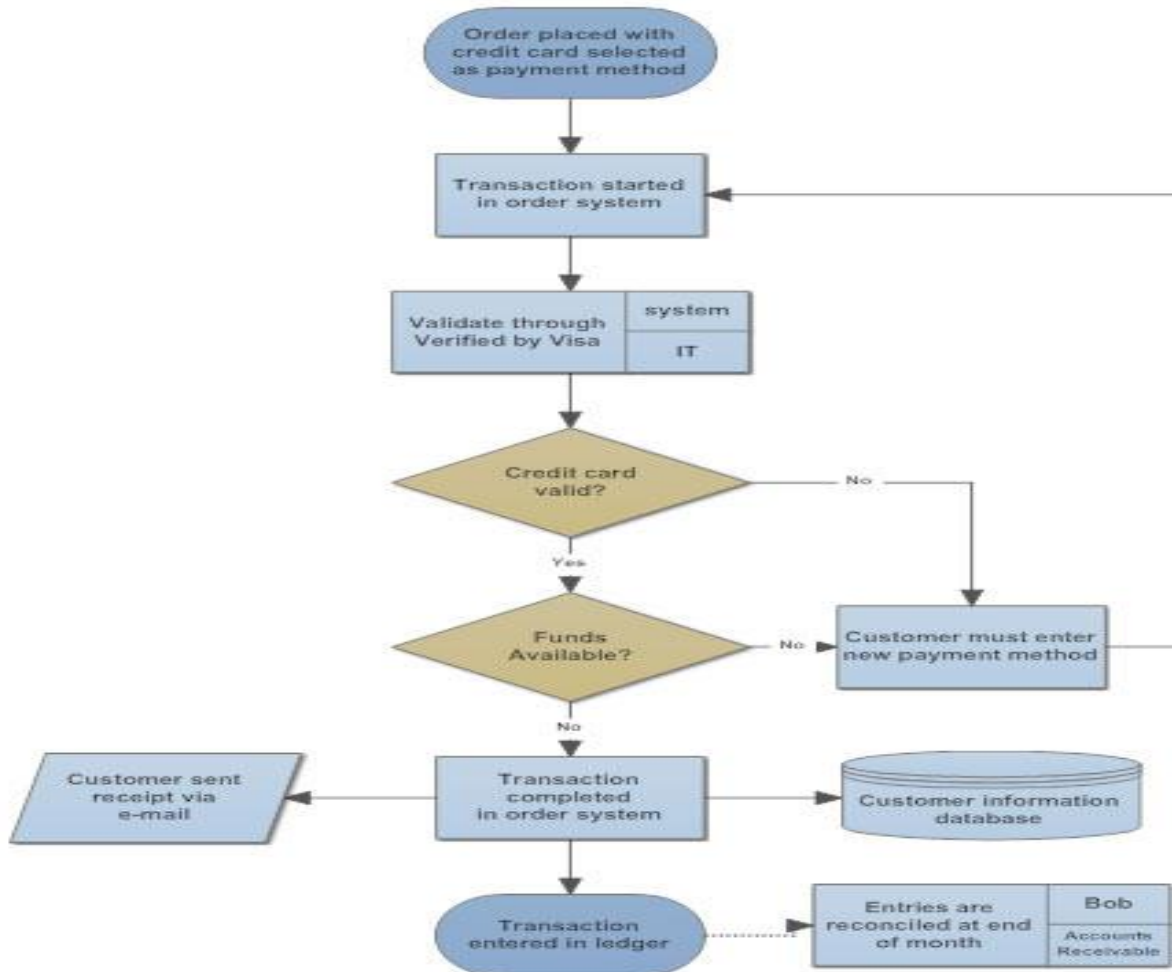 Order placed with
credit card selected
as payment method
Transaction started
in order system
Validate through
Verified by Visa
system
IT
Credit card
valid?
No
Yes
Funds
Available?
No
Customer must enter
new payment method
No
Customer sent
receipt via
e-mail
Transaction
completed
in order system
Customer information
database
Transaction
entered in ledger
Entries are
reconciled at end
of month
Bob
Accounts
Receivable